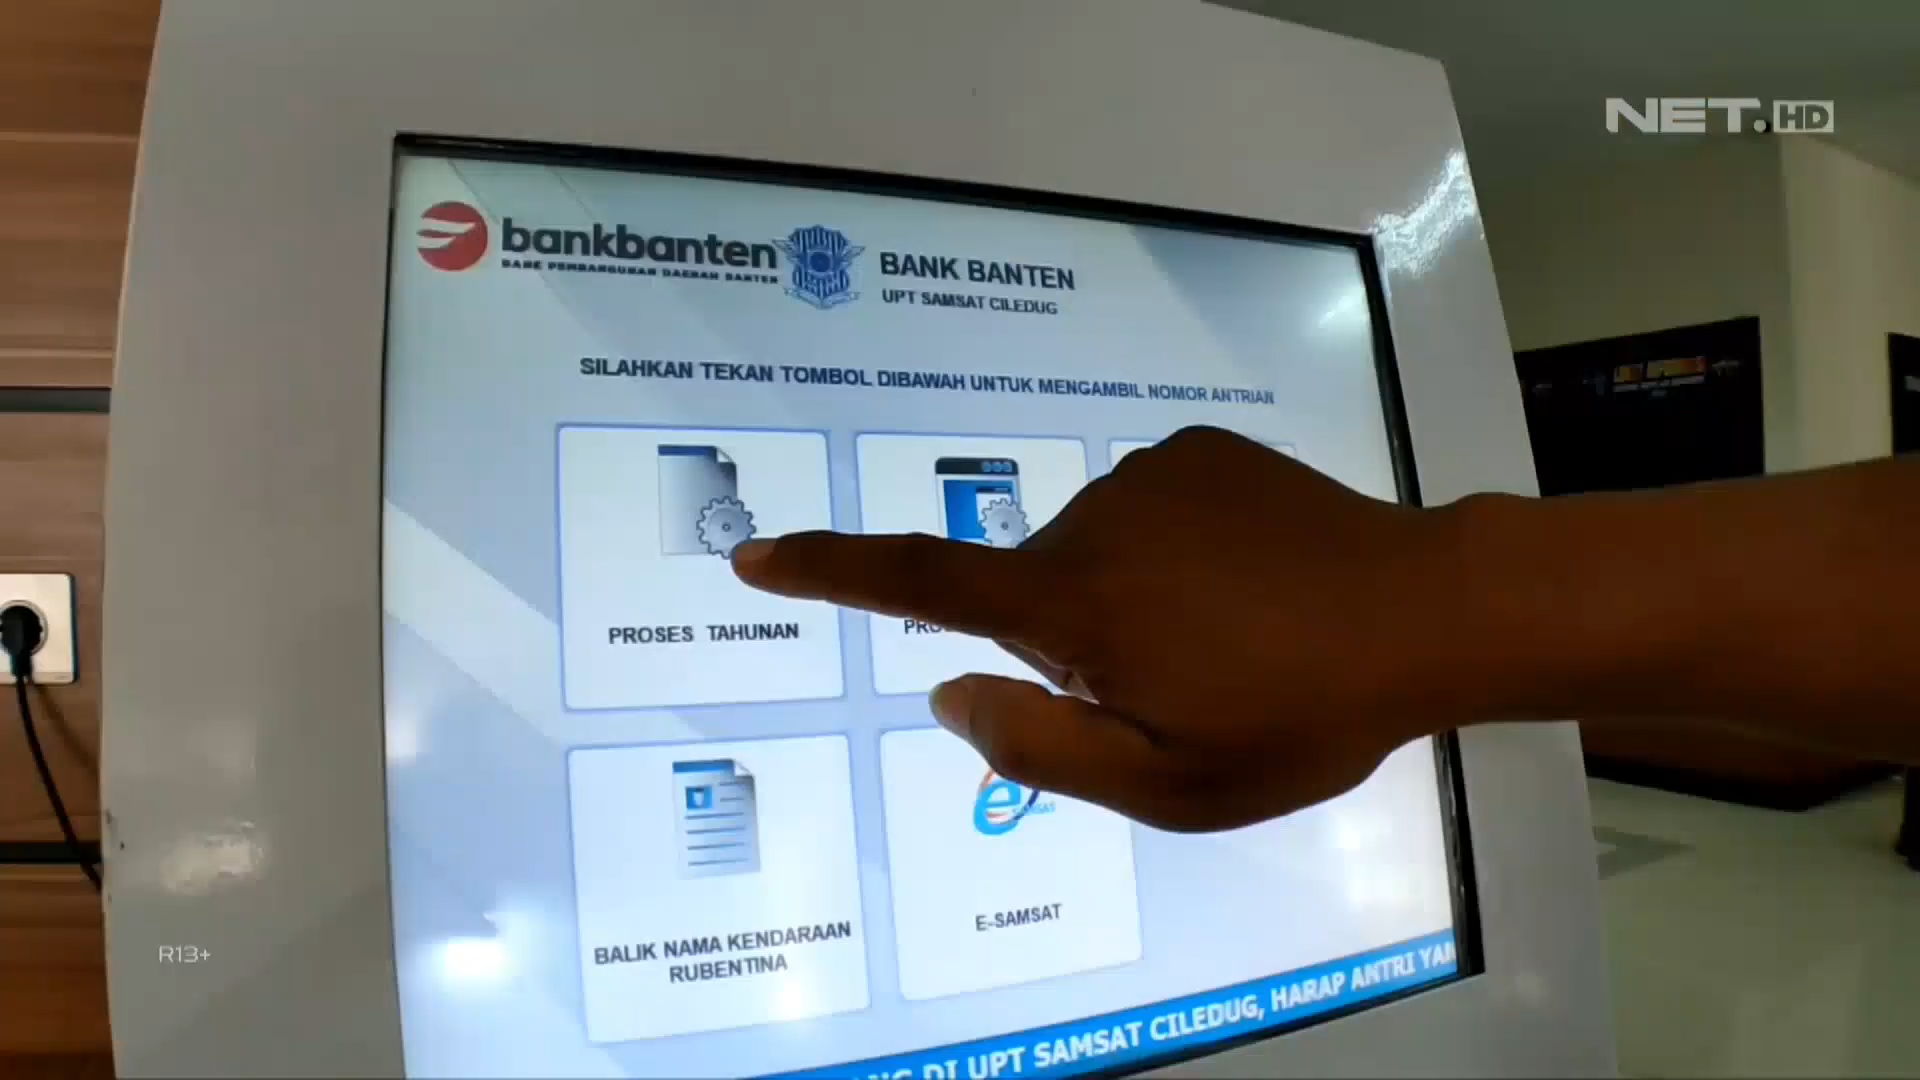 NET. HD
bankbanten
BANK PEMBANGUNAN DAERAH BANTEN
BANK BANTEN
UPT SAMSAT CILEDUG
SILAHKAN TEKAN TOMBOL DIBAWAH UNTUK MENGAMBIL NOMOR ANTRIAN
PROSES TAHUNAN
BALIK NAMA KENDARAAN
RUBENTINA
E-SAMSAT
DI UPT SAMSAT CILEDUG, HARAP ANTRI
R13+